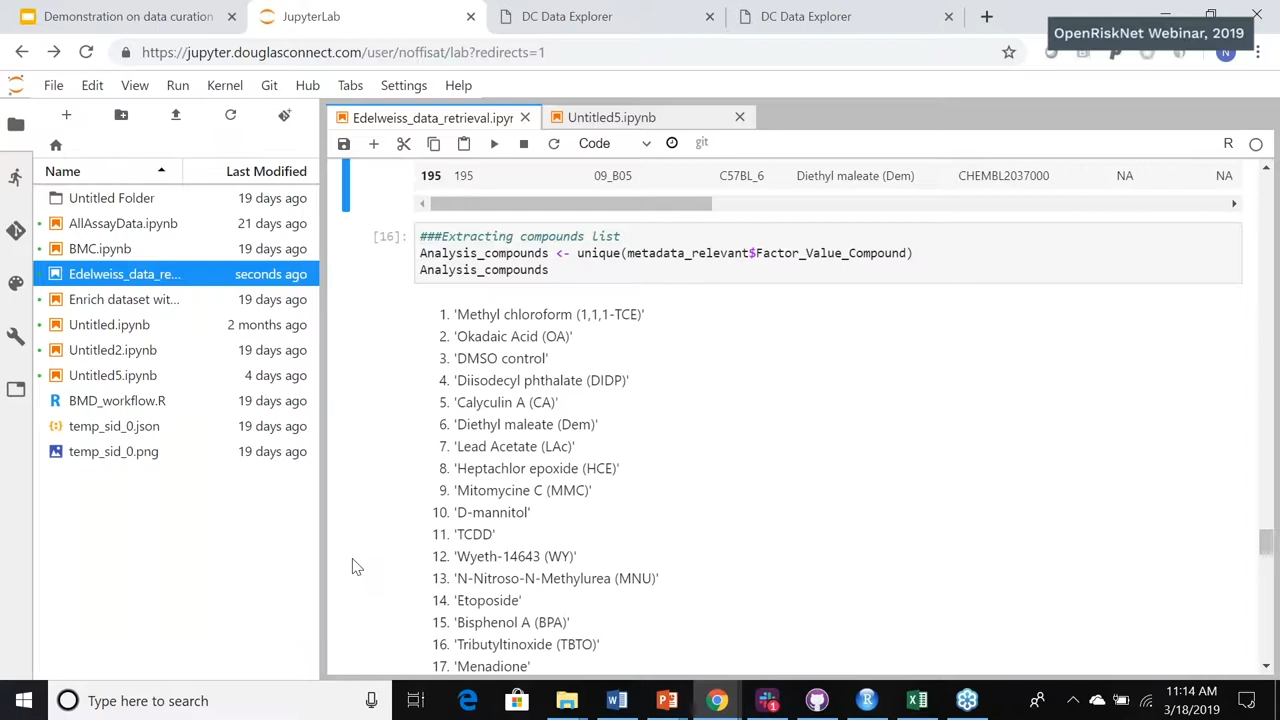 Demonstration on data curation
JupyterLab
DC Data Explorer
DC Data Explorer
OpenRiskNet Webinar, 2019
https://jupyter.douglasconnect.com/user/noffisat/lab?redirects=1
N
File Edit View Run Kernel Git Hub Tabs Settings Help
Edelweiss_data_retrieval.ipyr
Untitled5.ipynb
Code
git
R
Name Last Modified
Untitled Folder 19 days ago
AllAssayData.ipynb 21 days ago
BMC.ipynb 19 days ago
Edelweiss_data_re... seconds ago
Enrich dataset wit... 19 days ago
Untitled.ipynb 2 months ago
Untitled2.ipynb 19 days ago
Untitled5.ipynb 4 days ago
BMD_workflow.R 19 days ago
temp_sid_0.json 19 days ago
temp_sid_0.png 19 days ago
195 195 09_B05 C57BL_6 Diethyl maleate (Dem) CHEMBL2037000 NA NA
[16]:
###Extracting compounds list
Analysis_compounds <- unique(metadata_relevant$Factor_Value_Compound)
Analysis_compounds
1. 'Methyl chloroform (1,1,1-TCE)'
2. 'Okadaic Acid (OA)'
3. 'DMSO control'
4. 'Diisodecyl phthalate (DIDP)'
5. 'Calyculin A (CA)'
6. 'Diethyl maleate (Dem)'
7. 'Lead Acetate (LAc)'
8. 'Heptachlor epoxide (HCE)'
9. 'Mitomycine C (MMC)'
10. 'D-mannitol'
11. 'TCDD'
12. 'Wyeth-14643 (WY)'
13. 'N-Nitroso-N-Methylurea (MNU)'
14. 'Etoposide'
15. 'Bisphenol A (BPA)'
16. 'Tributyltinoxide (TBTO)'
17. 'Menadione'
Type here to search
11:14 AM
3/18/2019